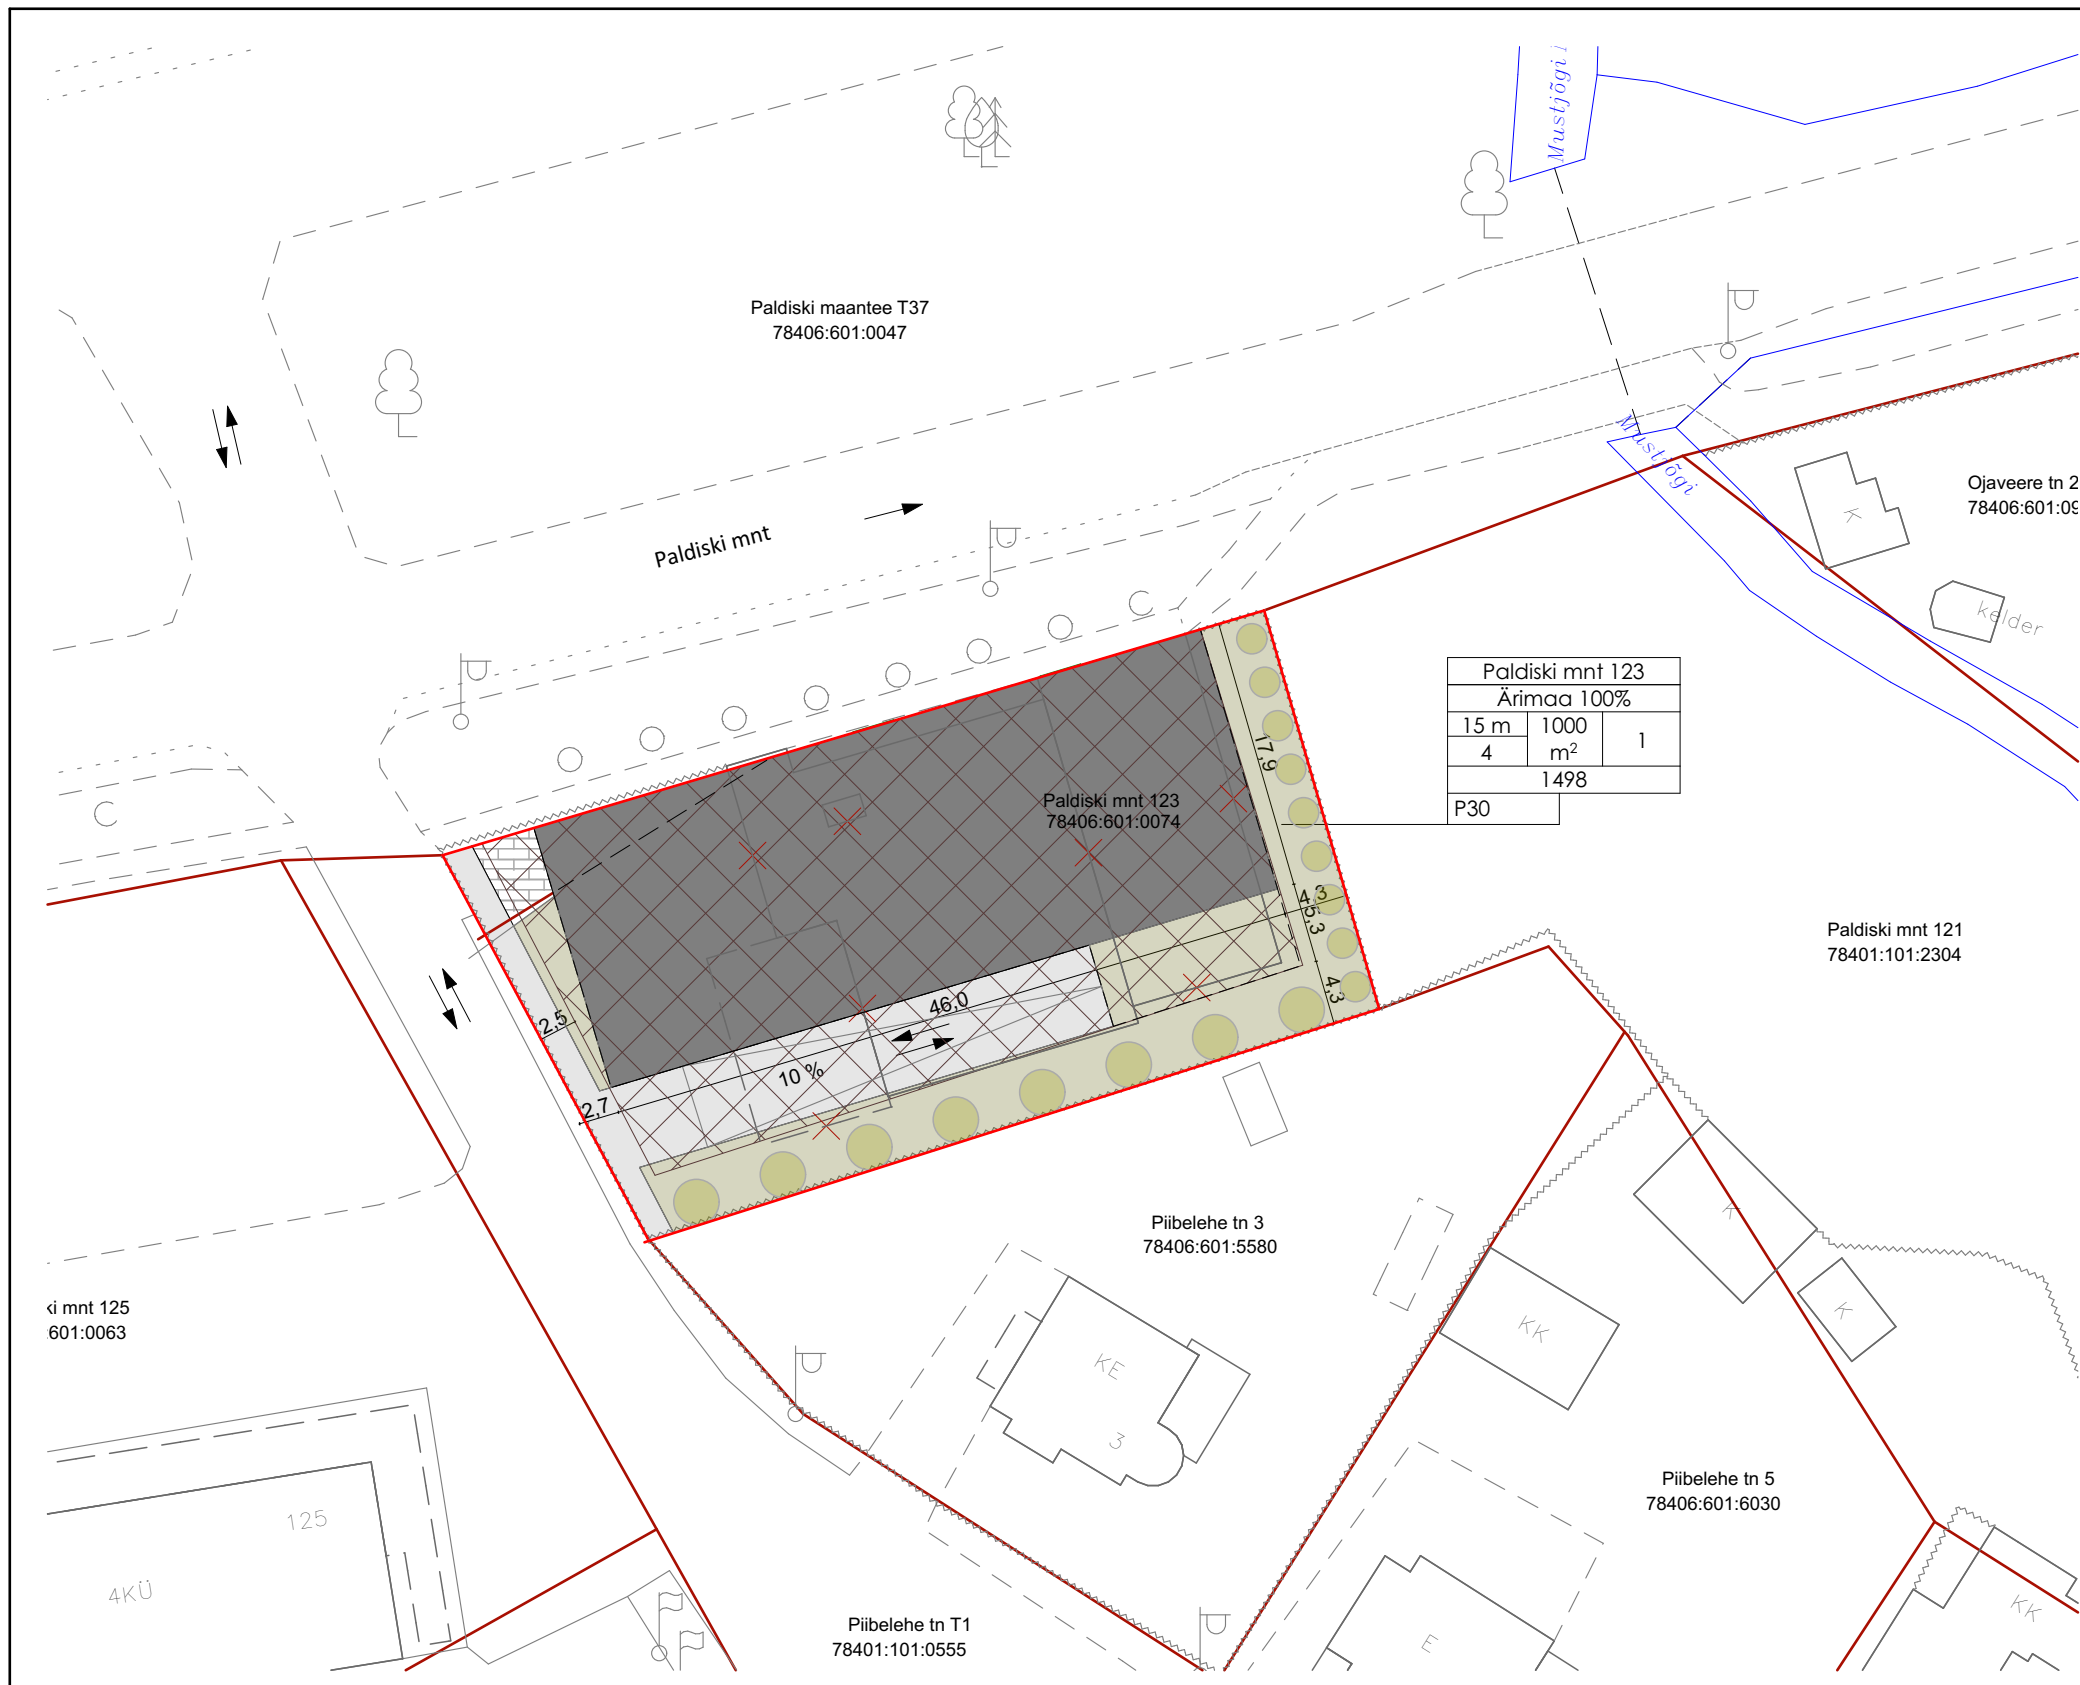 Mustjõgi
Paldiski maantee T37
78406:601:0047
Mustjõgi
Ojaveere tn 2
78406:601:09
K
Paldiski mnt
kelder
Paldiski mnt 123
Ärimaa 100%
15 m
1000
m²
1
4
1498
P30
17,9
Paldiski mnt 123
78406:601:0074
4,3
5,3
Paldiski mnt 121
78401:101:2304
4,3
46,0
2,5
10 %
2,7
K
Piibelehe tn 3
78406:601:5580
ki mnt 125
:601:0063
K
KK
KE
3
Piibelehe tn 5
78406:601:6030
125
4KÜ
KK
Piibelehe tn T1
78401:101:0555
E